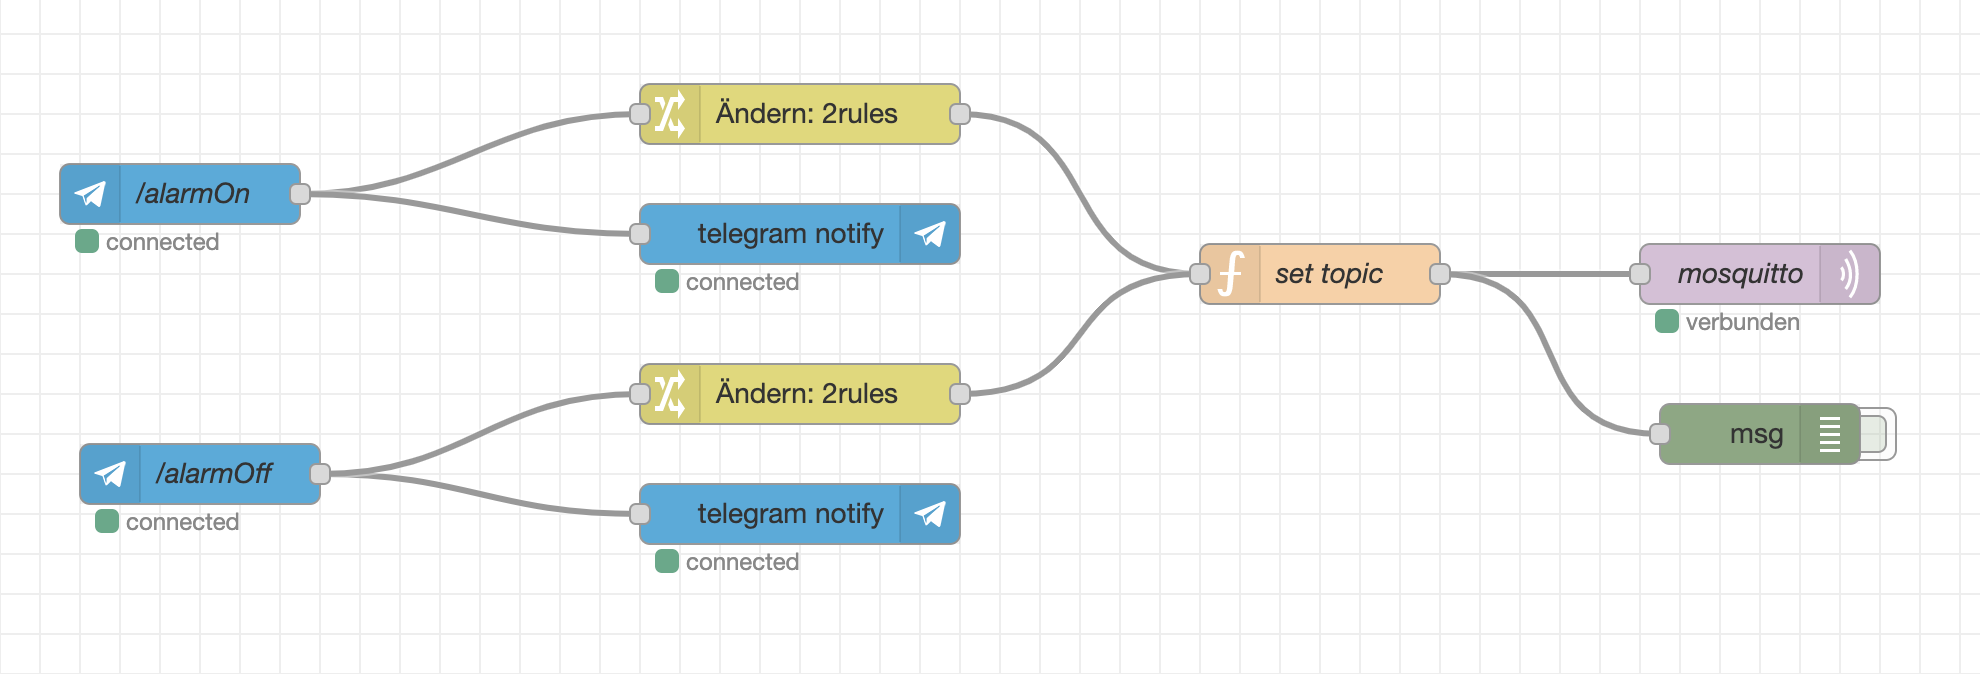 Ändern: 2rules
/alarmOn
connected
telegram notify
connected
set topic
mosquitto
verbunden
Ändern: 2rules
msg
/alarmOff
connected
telegram notify
connected